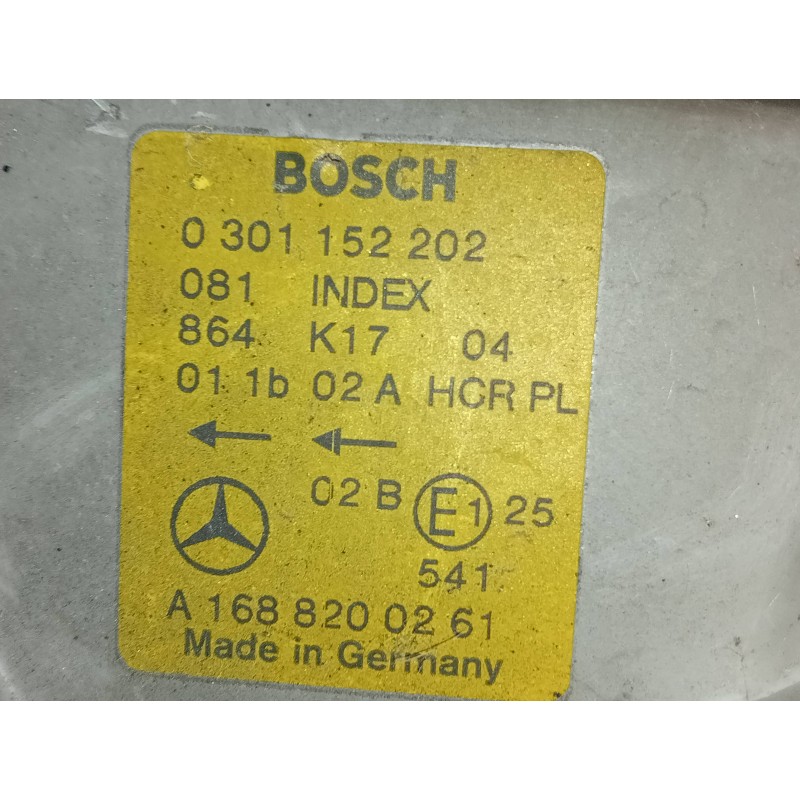 BOSCH
0 301 152 202
081 INDEX
864 K17 04
01 1b 02 A HCR PL
← ←
02 B E1 25
541
A 168 820 02 61
Made in Germany